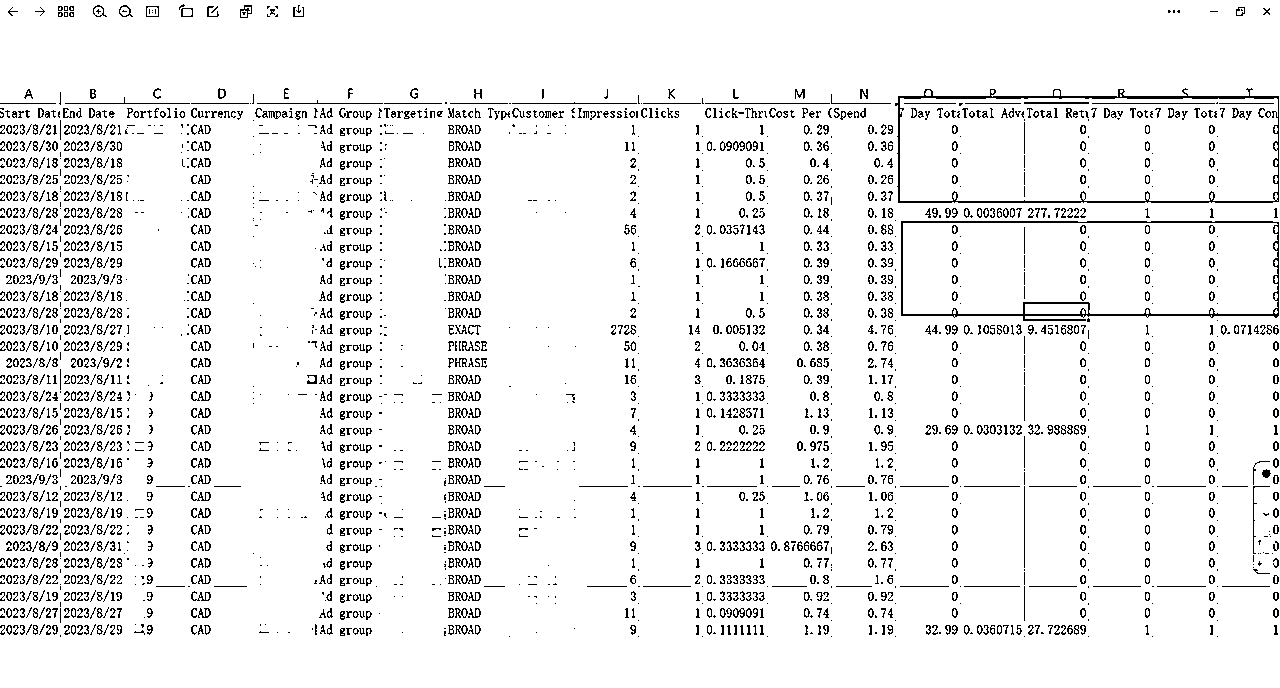 A B C D E F G H I J K L M N O P Q R S T
Start Date End Date Portfolio Currency Campaign Ad Group Targeting Match Type Customer Impression Clicks Click-Thr Cost Per ( Spend 7 Day Tota Total Adve Total Retu 7 Day Tota 7 Day Tota 7 Day Con
2023/8/21 2023/8/21 CAD Ad group BROAD 1 1 1 0.29 0.29 0 0 0 0 0 0
2023/8/30 2023/8/30 CAD Ad group BROAD 11 1 0.0909091 0.36 0.36 0 0 0 0 0 0
2023/8/18 2023/8/18 CAD Ad group BROAD 2 1 0.5 0.4 0.4 0 0 0 0 0 0
2023/8/25 2023/8/25 CAD Ad group BROAD 2 1 0.5 0.26 0.26 0 0 0 0 0 0
2023/8/18 2023/8/18 CAD Ad group BROAD 2 1 0.5 0.37 0.37 0 0 0 0 0 0
2023/8/28 2023/8/28 CAD group BROAD 4 1 0.25 0.18 0.18 49.99 0.0036007 277.72222 1 1 1
2023/8/24 2023/8/26 CAD group BROAD 56 2 0.0357143 0.44 0.88 0 0 0 0 0 0
2023/8/15 2023/8/15 CAD Ad group BROAD 1 1 1 0.33 0.33 0 0 0 0 0 0
2023/8/29 2023/8/29 CAD group BROAD 6 1 0.1666667 0.39 0.39 0 0 0 0 0 0
2023/9/3 2023/9/3 CAD Ad group BROAD 1 1 1 0.39 0.39 0 0 0 0 0 0
2023/8/18 2023/8/18 CAD Ad group BROAD 1 1 1 0.38 0.38 0 0 0 0 0 0
2023/8/28 2023/8/28 CAD Ad group BROAD 2 1 0.5 0.38 0.38 0 0 0 0 0 0
2023/8/10 2023/8/27 CAD Ad group EXACT 2728 14 0.005132 0.34 4.76 44.99 0.1058013 9.4516807 1 1 0.0714286
2023/8/10 2023/8/29 CAD Ad group PHRASE 50 2 0.04 0.38 0.76 0 0 0 0 0 0
2023/8/8 2023/9/2 CAD Ad group PHRASE 11 4 0.3636364 0.685 2.74 0 0 0 0 0 0
2023/8/11 2023/8/11 CAD Ad group BROAD 16 3 0.1875 0.39 1.17 0 0 0 0 0 0
2023/8/24 2023/8/24 9 CAD Ad group BROAD 3 1 0.3333333 0.8 0.8 0 0 0 0 0 0
2023/8/15 2023/8/15 9 CAD Ad group BROAD 7 1 0.1428571 1.13 1.13 0 0 0 0 0 0
2023/8/26 2023/8/26 9 CAD Ad group BROAD 4 1 0.25 0.9 0.9 29.69 0.0303132 32.988889 1 1 1
2023/8/23 2023/8/23 9 CAD Ad group BROAD 9 2 0.2222222 0.975 1.95 0 0 0 0 0 0
2023/8/16 2023/8/16 9 CAD Ad group BROAD 1 1 1 1.2 1.2 0 0 0 0 0 0
2023/9/3 2023/9/3 9 CAD Ad group BROAD 1 1 1 0.76 0.76 0 0 0 0 0 0
2023/8/12 2023/8/12 9 CAD Ad group BROAD 4 1 0.25 1.06 1.06 0 0 0 0 0 0
2023/8/19 2023/8/19 9 CAD group BROAD 1 1 1 1.2 1.2 0 0 0 0 0 0
2023/8/22 2023/8/22 9 CAD group BROAD 1 1 1 0.79 0.79 0 0 0 0 0 0
2023/8/9 2023/8/31 9 CAD group BROAD 9 3 0.3333333 0.8766667 2.63 0 0 0 0 0 0
2023/8/28 2023/8/28 9 CAD group BROAD 1 1 1 0.77 0.77 0 0 0 0 0 0
2023/8/22 2023/8/22 9 CAD Ad group BROAD 6 2 0.3333333 0.8 1.6 0 0 0 0 0 0
2023/8/19 2023/8/19 9 CAD group BROAD 3 1 0.3333333 0.92 0.92 0 0 0 0 0 0
2023/8/27 2023/8/27 9 CAD Ad group BROAD 11 1 0.0909091 0.74 0.74 0 0 0 0 0 0
2023/8/29 2023/8/29 9 CAD Ad group BROAD 9 1 0.1111111 1.19 1.19 32.99 0.0360715 27.722689 1 1 1